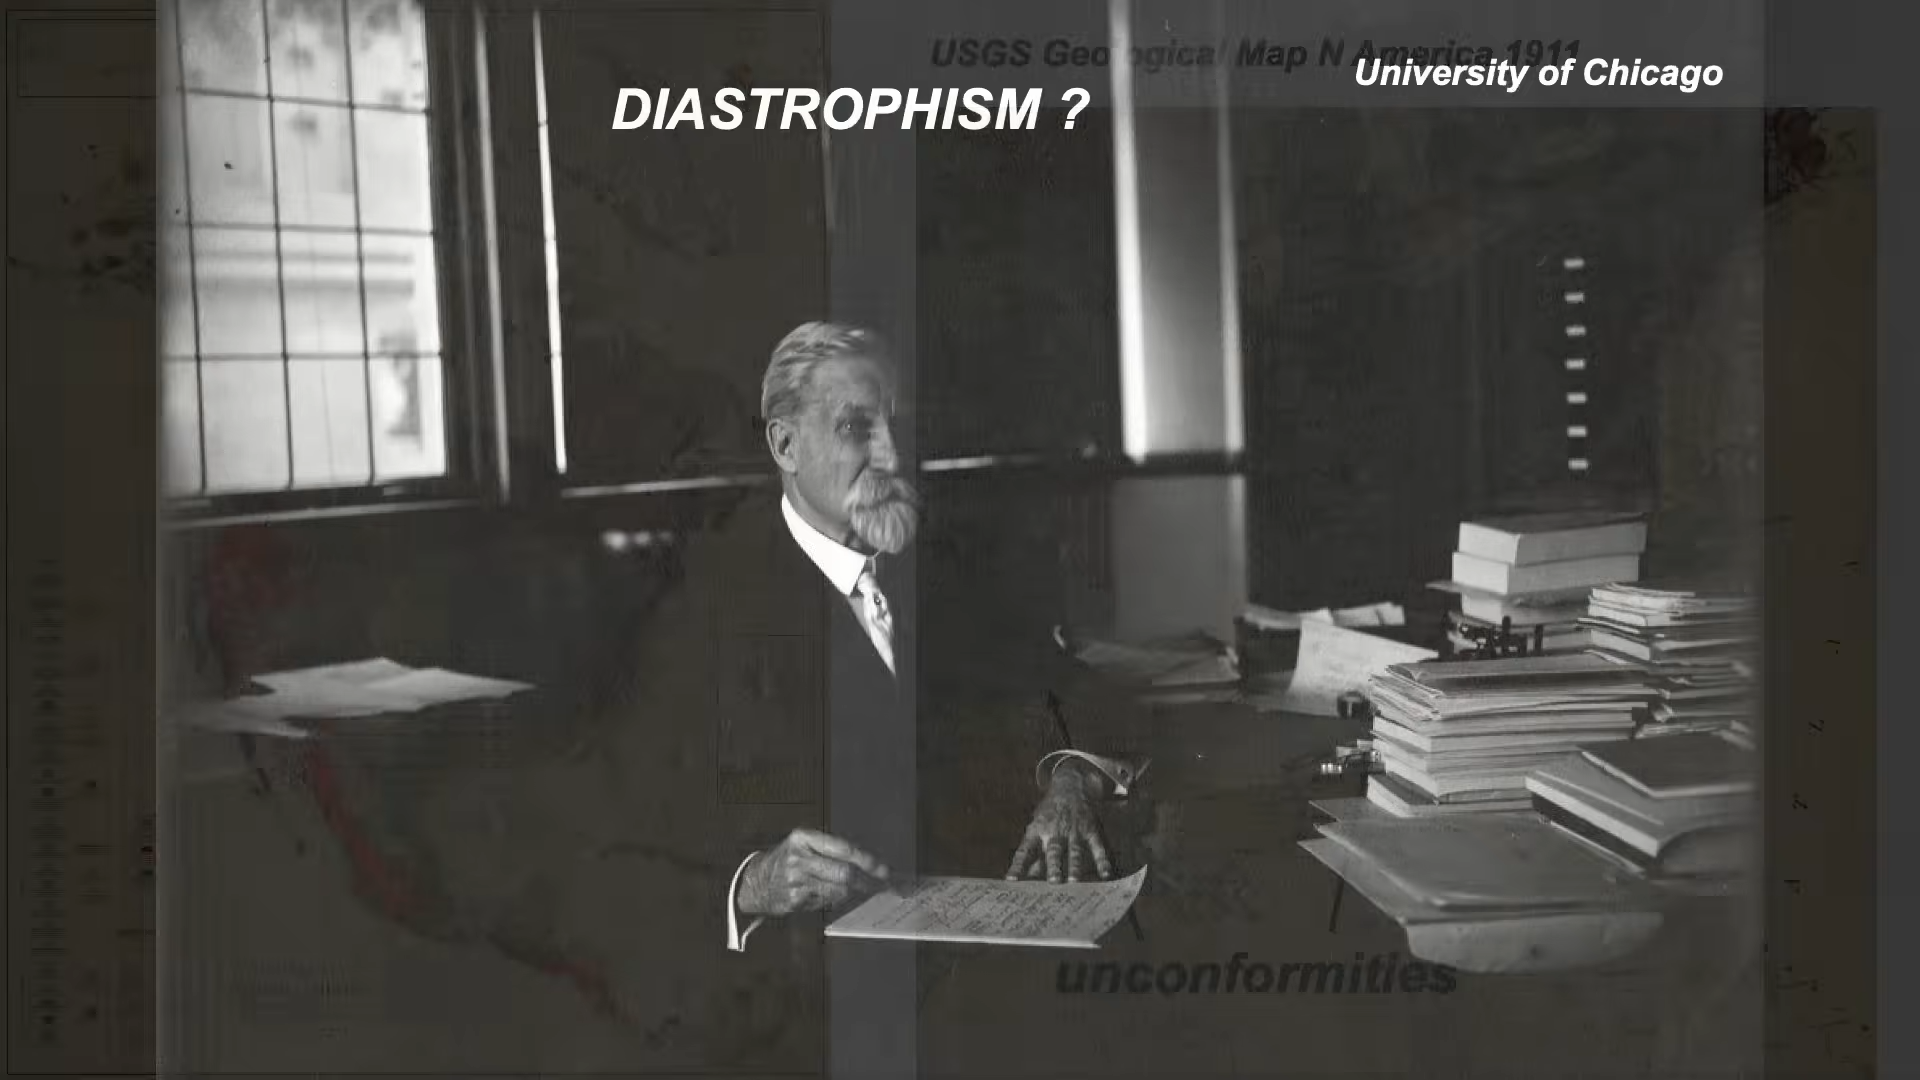 USGS Geological Map N America 1911
University of Chicago
DIASTROPHISM ?
unconformities